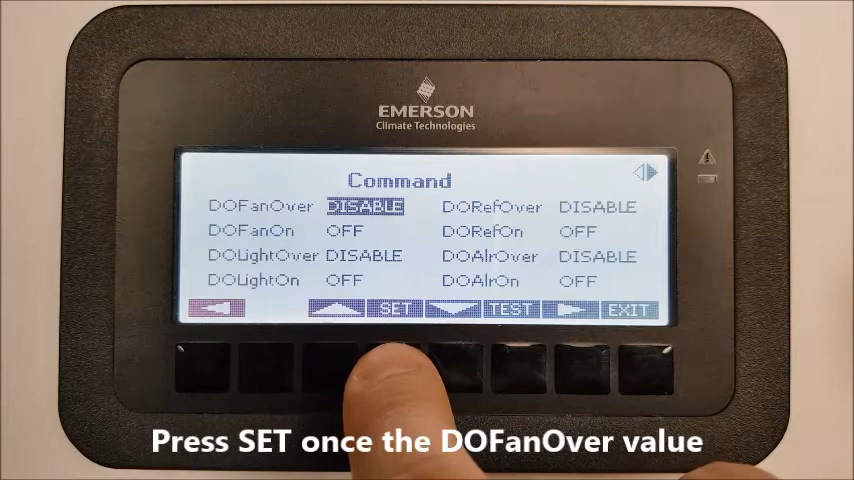 EMERSON
Climate Technologies
Command
DOFanOver DISABLE DORefOver DISABLE
DOFanOn OFF DORefOn OFF
DOLightOver DISABLE DOAlrOver DISABLE
DOLightOn OFF DOAlrOn OFF
SET TEST EXIT
Press SET once the DOFanOver value